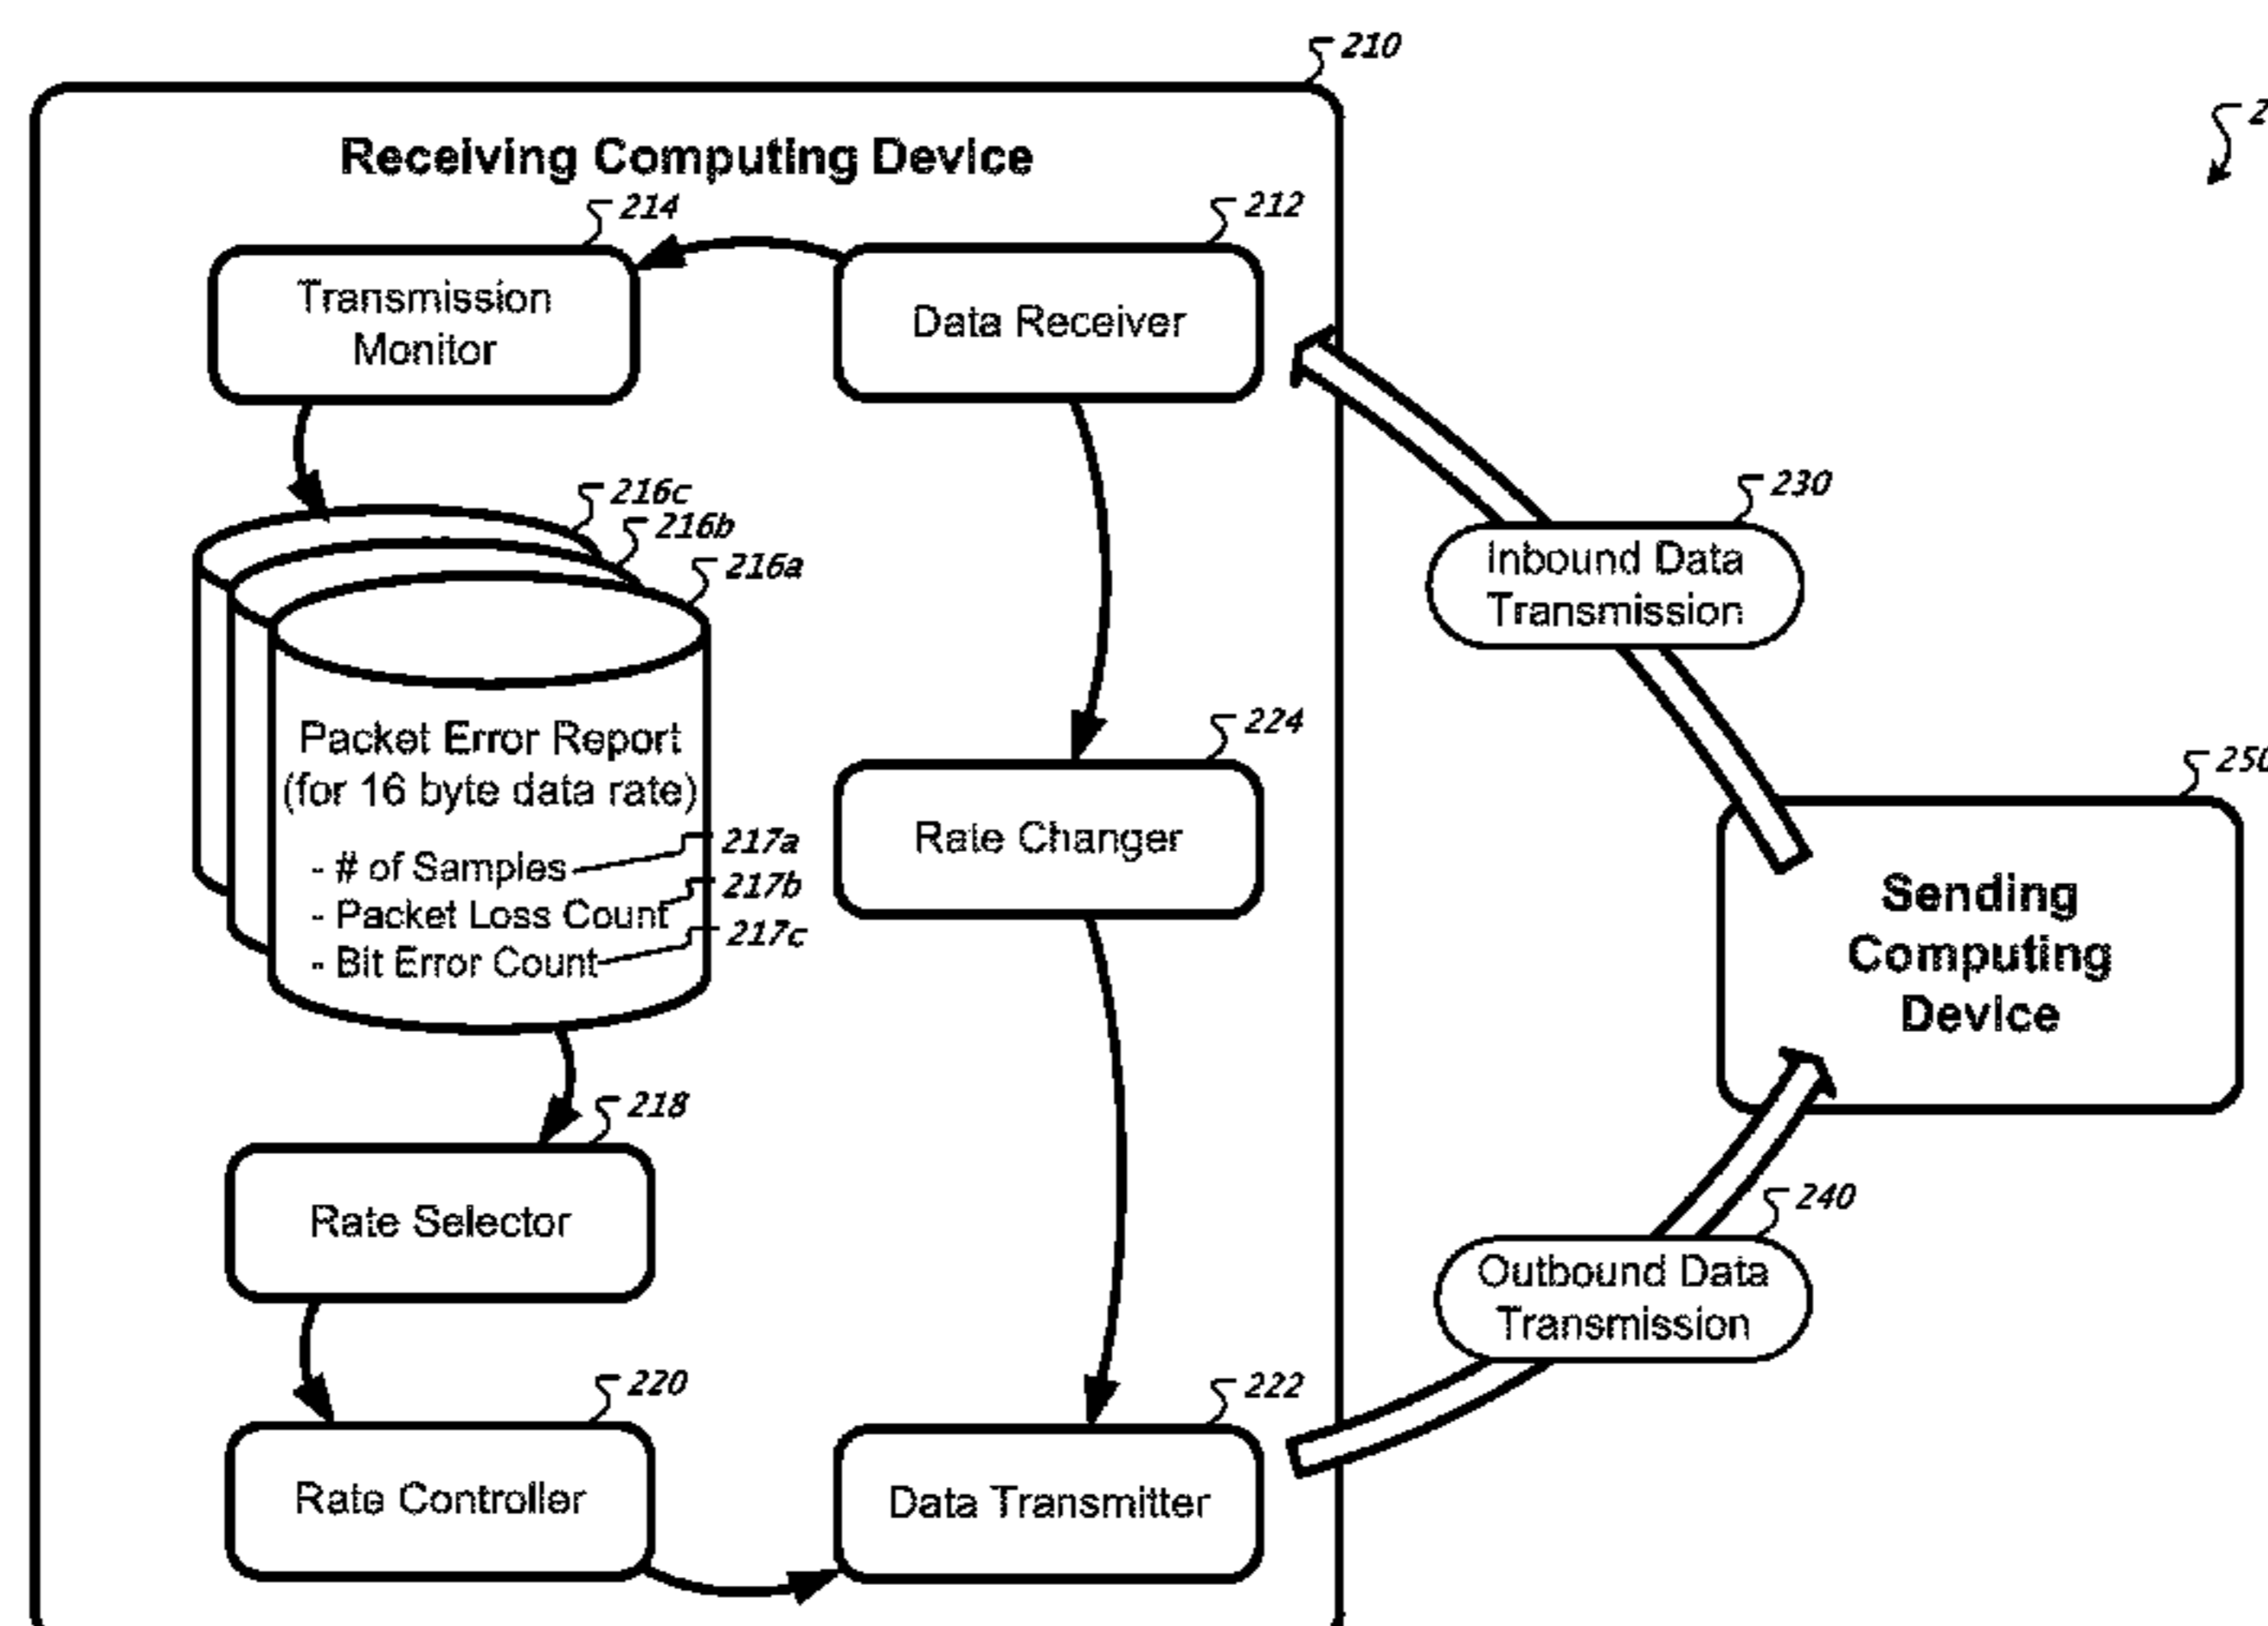 210
2
Receiving Computing Device
214
212
Transmission
Monitor
Data Receiver
216c
216b
216a
230
Inbound Data
Transmission
Packet Error Report
(for 16 byte data rate)
- # of Samples
217a
- Packet Loss Count
217b
- Bit Error Count
217c
224
Rate Changer
250
Sending
Computing
Device
218
Rate Selector
240
Outbound Data
Transmission
220
Rate Controller
222
Data Transmitter